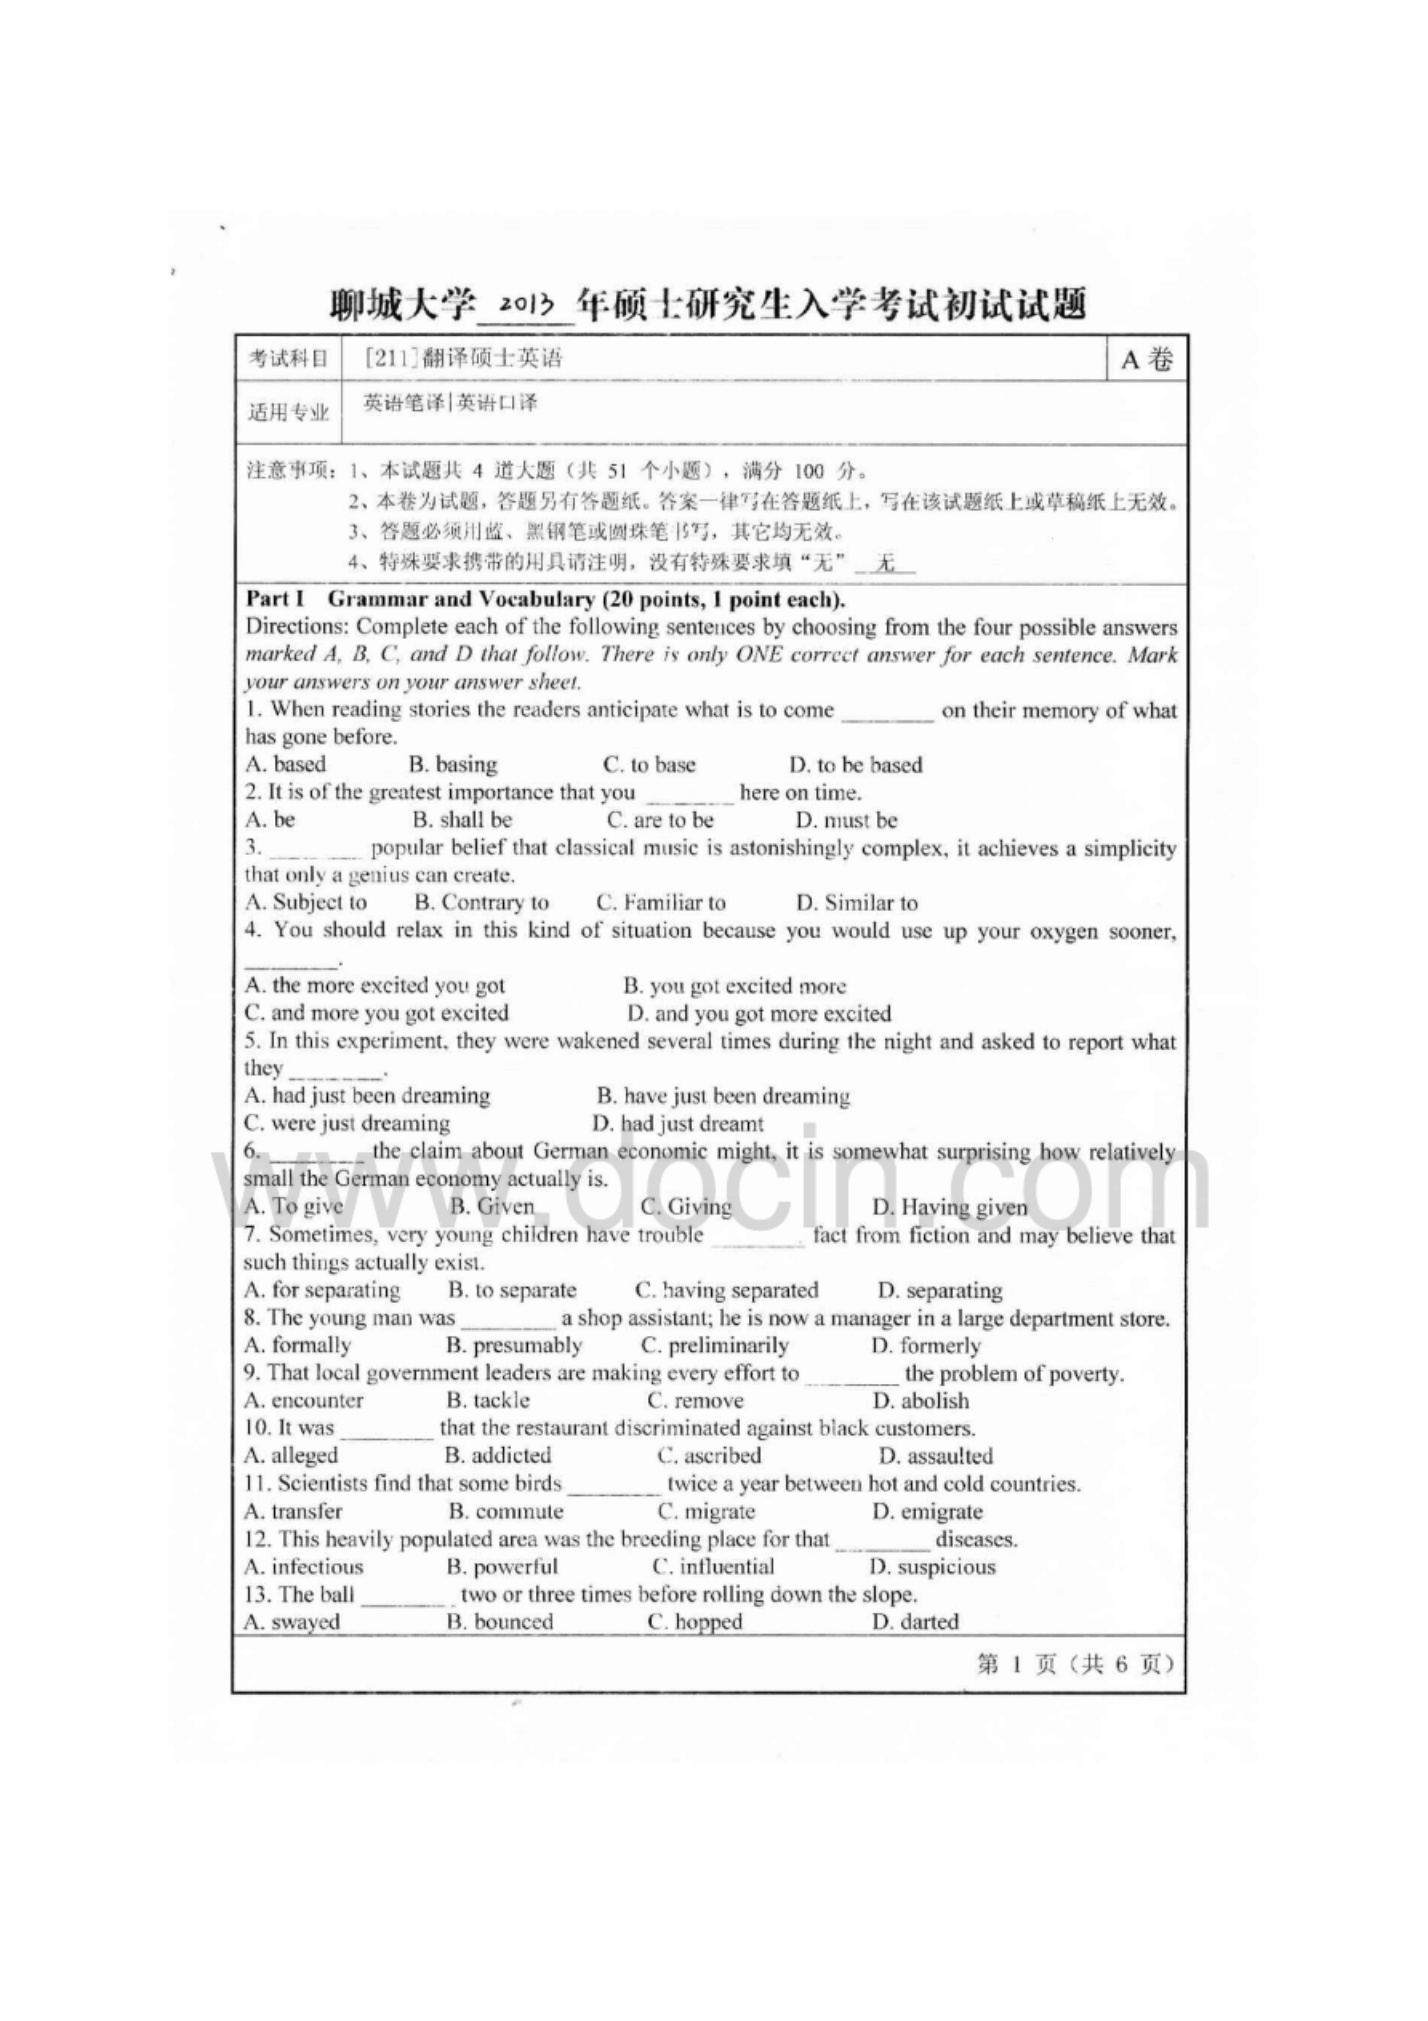 聊城大学 2013 年硕士研究生入学考试初试试题
考试科目 [211]翻译硕士英语 A 卷
适用专业 英语笔译|英语口译
注意事项：1、本试题共 4 道大题（共 51 个小题），满分 100 分。
2、本卷为试题，答题另有答题纸。答案一律写在答题纸上，写在该试题纸上或草稿纸上无效。
3、答题必须用蓝、黑钢笔或圆珠笔书写，其它均无效。
4、特殊要求携带的用具请注明，没有特殊要求填“无” 无
Part I Grammar and Vocabulary (20 points, 1 point each).
Directions: Complete each of the following sentences by choosing from the four possible answers
marked A, B, C, and D that follow. There is only ONE correct answer for each sentence. Mark
your answers on your answer sheet.
1. When reading stories the readers anticipate what is to come ________ on their memory of what
has gone before.
A. based B. basing C. to base D. to be based
2. It is of the greatest importance that you ________ here on time.
A. be B. shall be C. are to be D. must be
3. ________ popular belief that classical music is astonishingly complex, it achieves a simplicity
that only a genius can create.
A. Subject to B. Contrary to C. Familiar to D. Similar to
4. You should relax in this kind of situation because you would use up your oxygen sooner,
________.
A. the more excited you got B. you got excited more
C. and more you got excited D. and you got more excited
5. In this experiment, they were wakened several times during the night and asked to report what
they ________.
A. had just been dreaming B. have just been dreaming
C. were just dreaming D. had just dreamt
6. ________ the claim about German economic might, it is somewhat surprising how relatively
small the German economy actually is.
A. To give B. Given C. Giving D. Having given
7. Sometimes, very young children have trouble ________ fact from fiction and may believe that
such things actually exist.
A. for separating B. to separate C. having separated D. separating
8. The young man was ________ a shop assistant; he is now a manager in a large department store.
A. formally B. presumably C. preliminarily D. formerly
9. That local government leaders are making every effort to ________ the problem of poverty.
A. encounter B. tackle C. remove D. abolish
10. It was ________ that the restaurant discriminated against black customers.
A. alleged B. addicted C. ascribed D. assaulted
11. Scientists find that some birds ________ twice a year between hot and cold countries.
A. transfer B. commute C. migrate D. emigrate
12. This heavily populated area was the breeding place for that ________ diseases.
A. infectious B. powerful C. influential D. suspicious
13. The ball ________ two or three times before rolling down the slope.
A. swayed B. bounced C. hopped D. darted
第 1 页（共 6 页）
www.docin.com